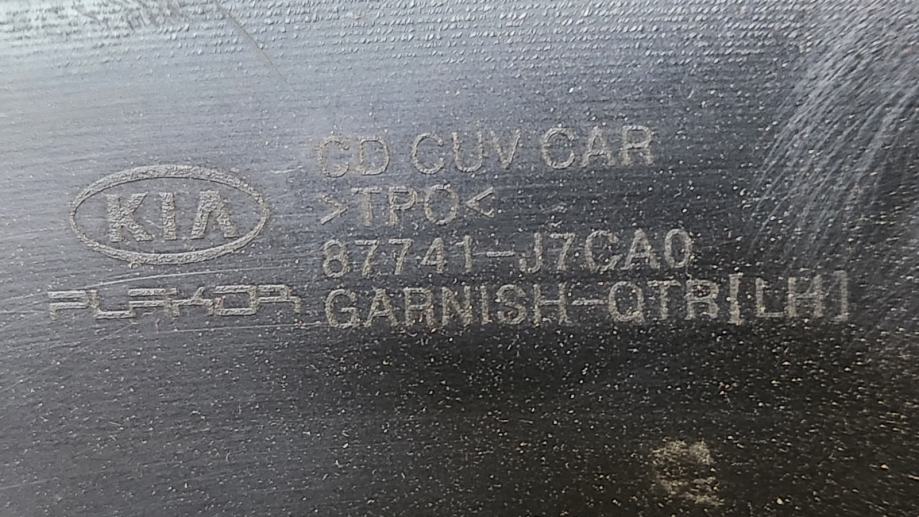 CD CUV CAR
KIA
>TPO<
87741-J7CA0
PLAKOR
GARNISH-QTR[LH]